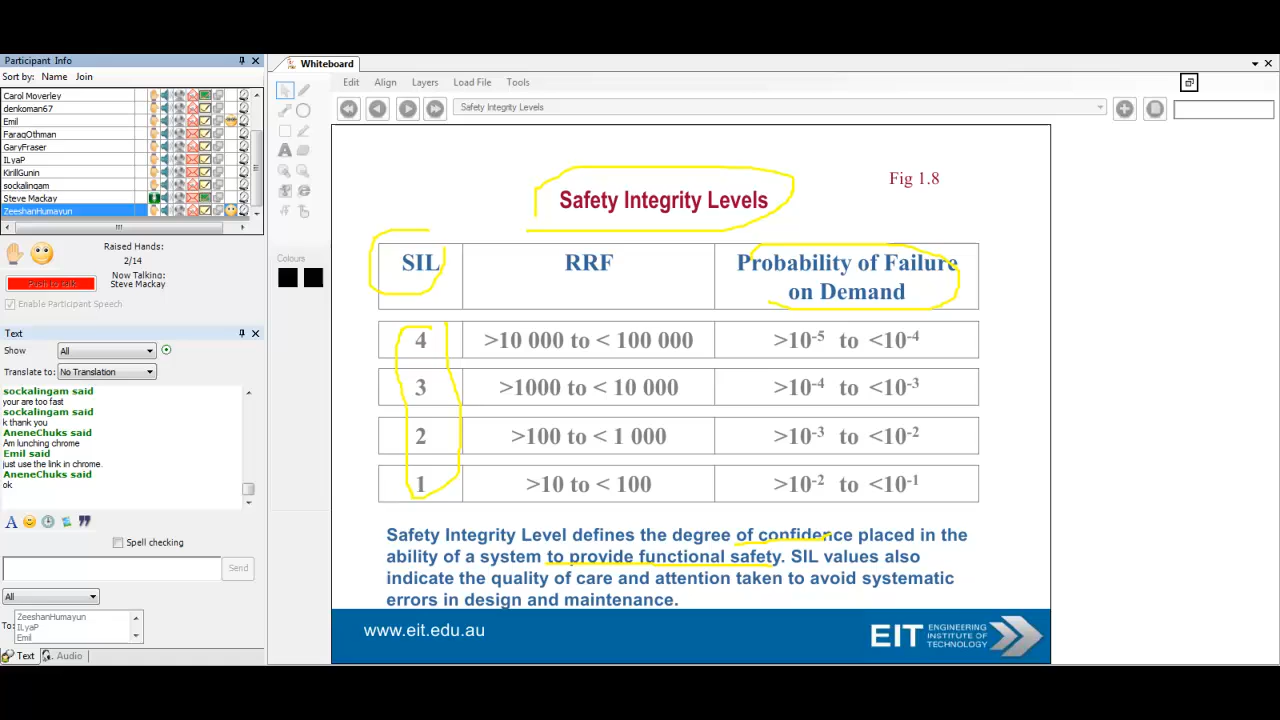 Participant Info
Sort by: Name Join
Carol Moverley
denkoman67
Emil
FaraqOthman
GaryFraser
ILyaP
KirillGunin
sockalingam
Steve Mackay
ZeeshanHumayun
Raised Hands:
2/14
Now Talking:
Steve Mackay
Push to talk
Enable Participant Speech
Text
Show All
Translate to: No Translation
sockalingam said
your are too fast
sockalingam said
k thank you
AneneChuks said
Am lunching chrome
Emil said
just use the link in chrome.
AneneChuks said
ok
Spell checking
Send
All
To: ZeeshanHumayun
ILyaP
Emil
Text Audio
Whiteboard
Edit Align Layers Load File Tools
Safety Integrity Levels
Colours
Fig 1.8
Safety Integrity Levels
SIL RRF Probability of Failure
on Demand
4 >10 000 to < 100 000 >10-5 to <10-4
3 >1000 to < 10 000 >10-4 to <10-3
2 >100 to < 1 000 >10-3 to <10-2
1 >10 to < 100 >10-2 to <10-1
Safety Integrity Level defines the degree of confidence placed in the
ability of a system to provide functional safety. SIL values also
indicate the quality of care and attention taken to avoid systematic
errors in design and maintenance.
www.eit.edu.au
EIT ENGINEERING
INSTITUTE OF
TECHNOLOGY